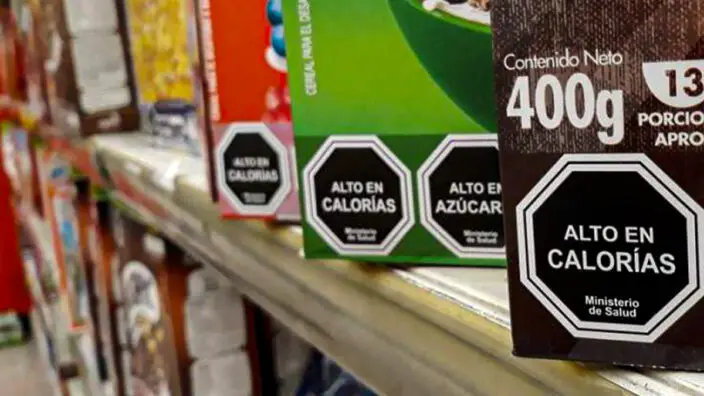 ALTO EN
CALORÍAS
CEREAL PARA EL
ALTO EN
CALORÍAS
Ministerio
de Salud
ALTO EN
AZÚCAR
Ministerio
de Salud
Contenido Neto
400g
13
PORCIO
APRO
ALTO EN
CALORÍAS
Ministerio
de Salud